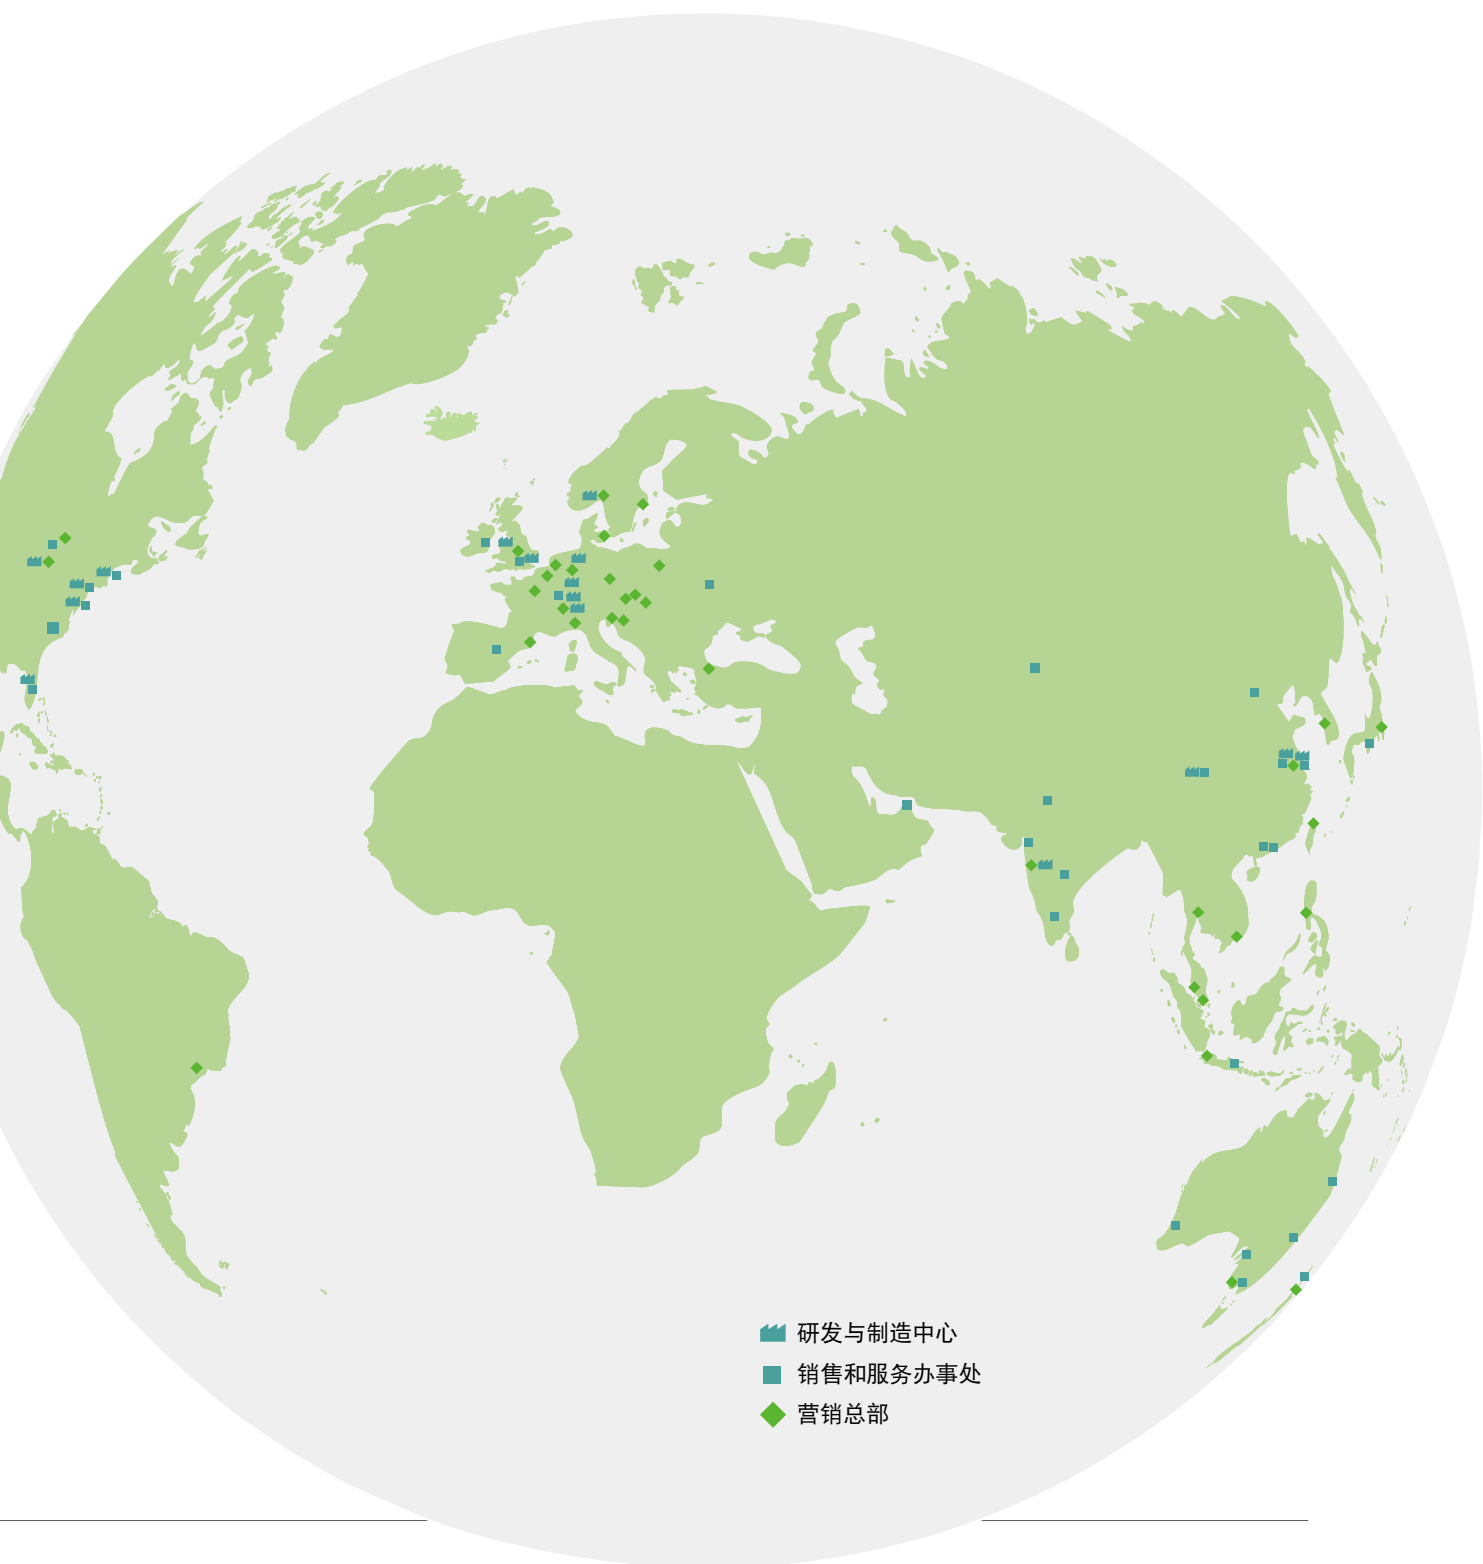 研发与制造中心
销售和服务办事处
营销总部